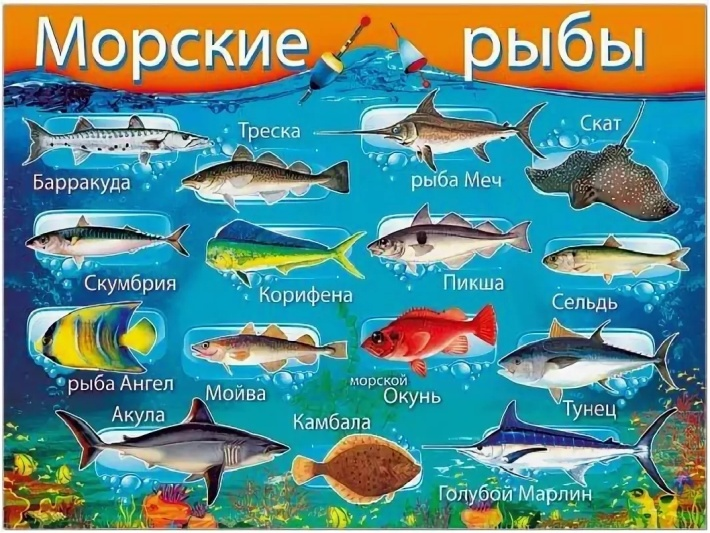 Морские рыбы
Треска
Скат
Барракуда
рыба Меч
Скумбрия
Корифена
Пикша
Сельдь
рыба Ангел
Мойва
морской
Окунь
Тунец
Акула
Камбала
Голубой Марлин